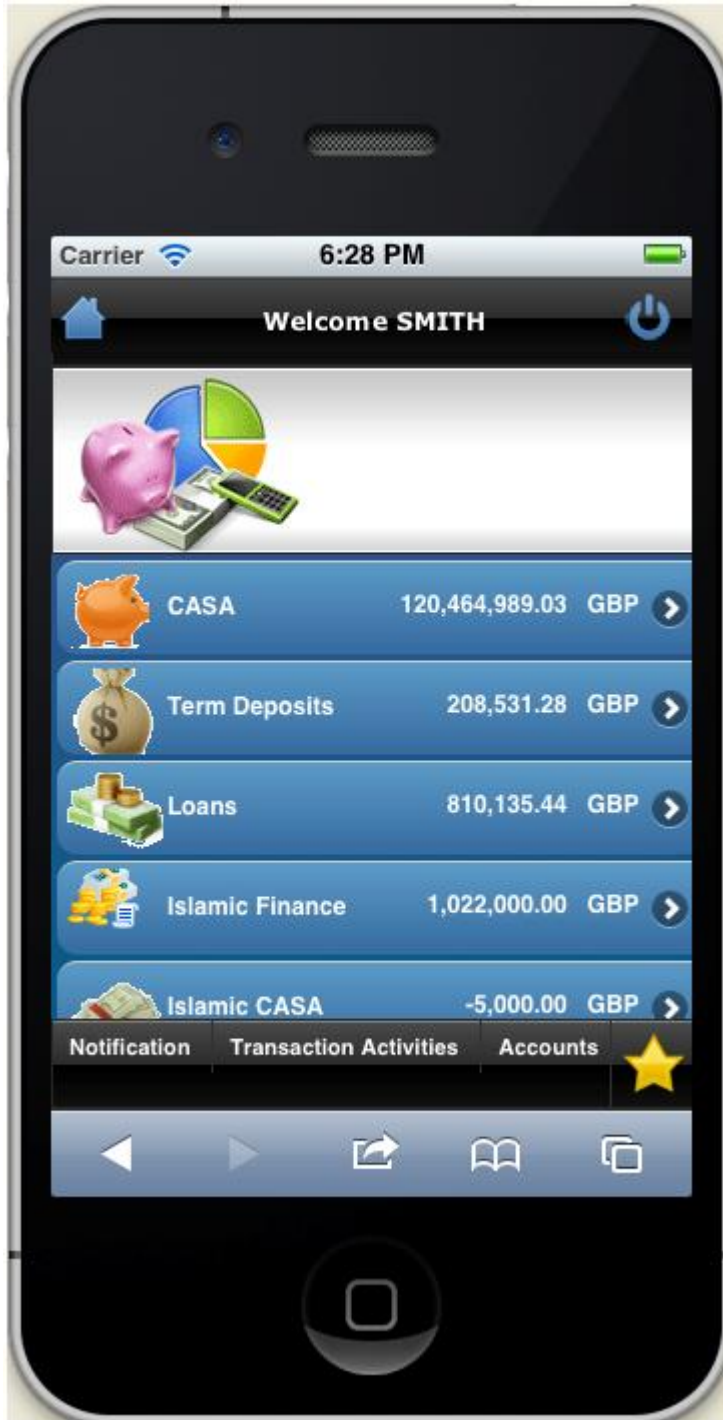 Carrier 6:28 PM
Welcome SMITH
CASA 120,464,989.03 GBP
$
Term Deposits 208,531.28 GBP
Loans 810,135.44 GBP
Islamic Finance 1,022,000.00 GBP
Islamic CASA -5,000.00 GBP
Notification Transaction Activities Accounts